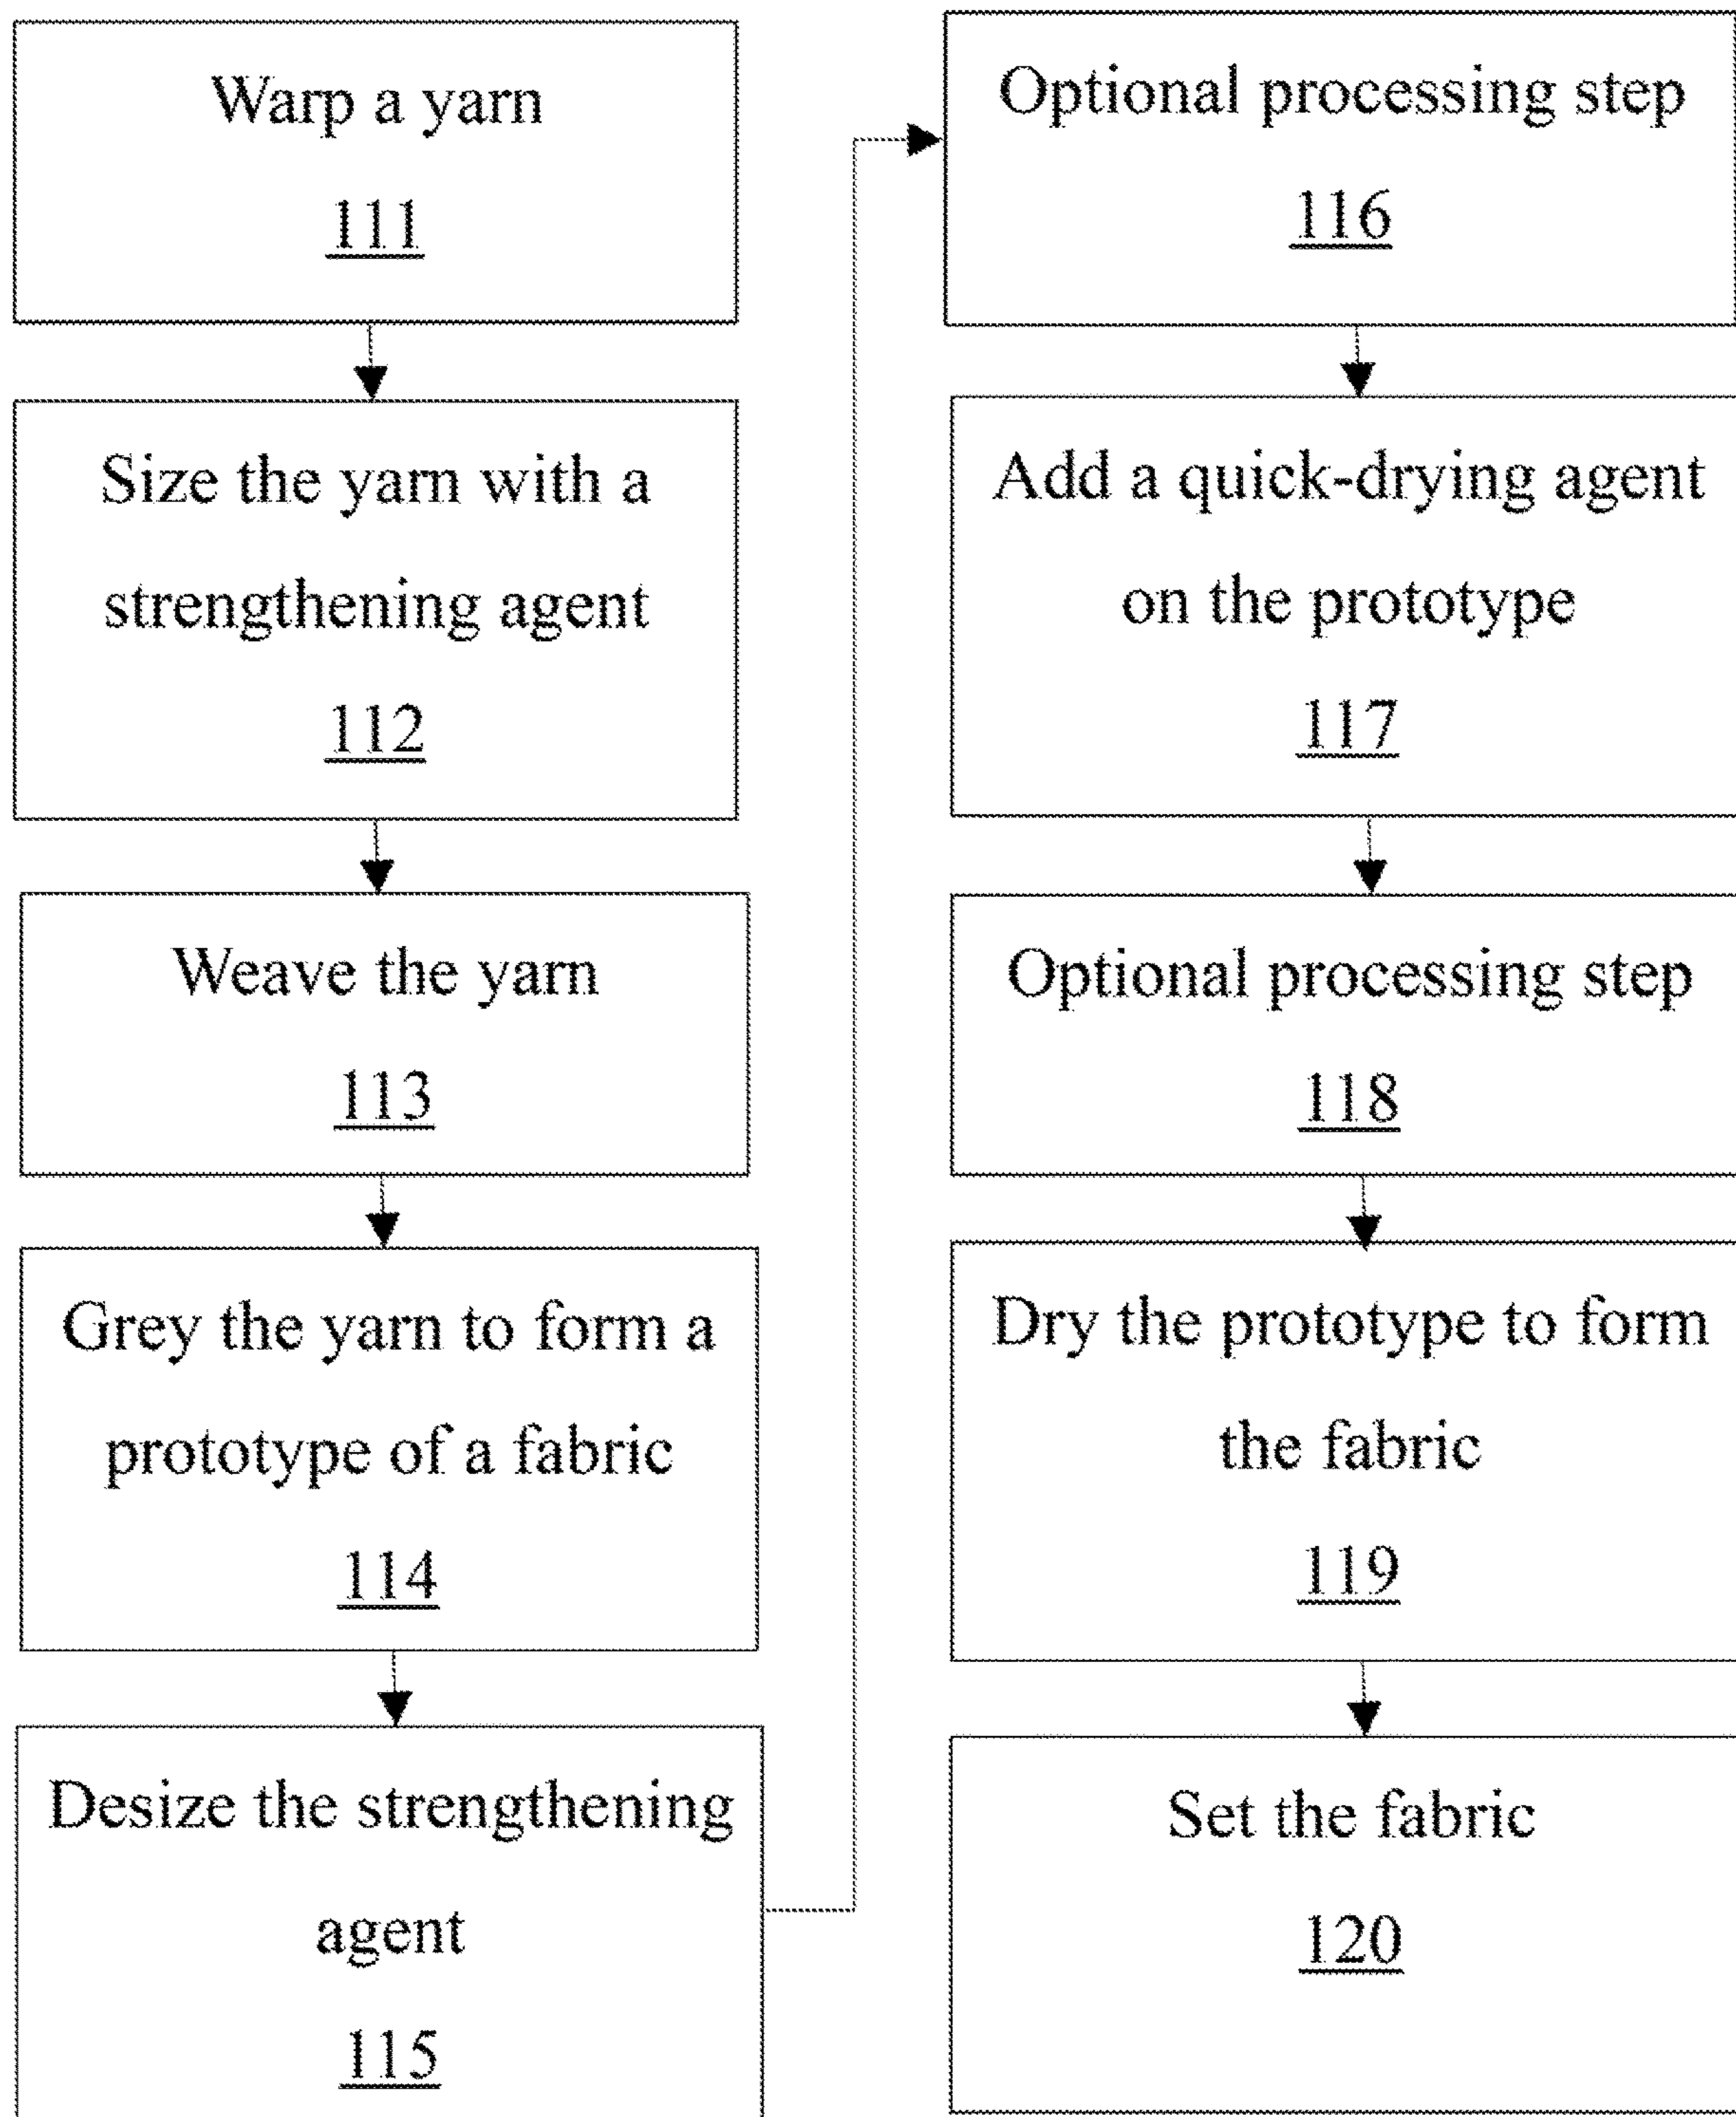 Warp a yarn
111
Size the yarn with a
strengthening agent
112
Weave the yarn
113
Grey the yarn to form a
prototype of a fabric
114
Desize the strengthening
agent
115
Optional processing step
116
Add a quick-drying agent
on the prototype
117
Optional processing step
118
Dry the prototype to form
the fabric
119
Set the fabric
120